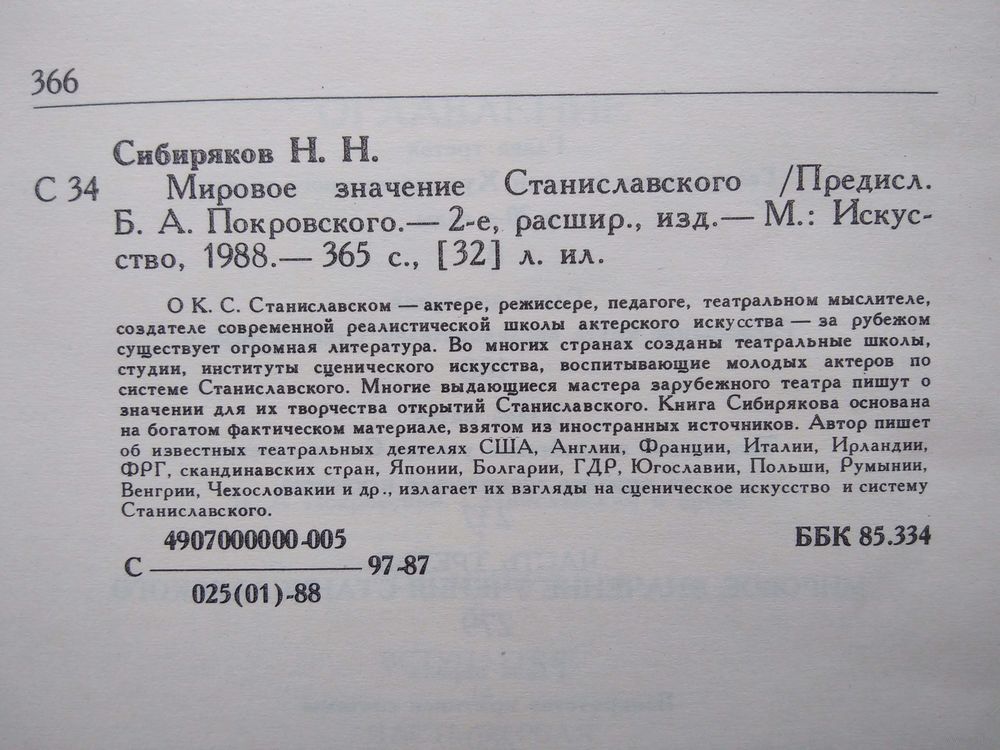 366
Сибиряков Н. Н.
С 34 Мировое значение Станиславского /Предисл.
Б. А. Покровского.— 2-е, расшир., изд.— М.: Искус-
ство, 1988.— 365 с., [32] л. ил.
О К. С. Станиславском — актере, режиссере, педагоге, театральном мыслителе,
создателе современной реалистической школы актерского искусства — за рубежом
существует огромная литература. Во многих странах созданы театральные школы,
студии, институты сценического искусства, воспитывающие молодых актеров по
системе Станиславского. Многие выдающиеся мастера зарубежного театра пишут о
значении для их творчества открытий Станиславского. Книга Сибирякова основана
на богатом фактическом материале, взятом из иностранных источников. Автор пишет
об известных театральных деятелях США, Англии, Франции, Италии, Ирландии,
ФРГ, скандинавских стран, Японии, Болгарии, ГДР, Югославии, Польши, Румынии,
Венгрии, Чехословакии и др., излагает их взгляды на сценическое искусство и систему
Станиславского.
4907000000-005 ББК 85.334
С 97-87
025(01)-88